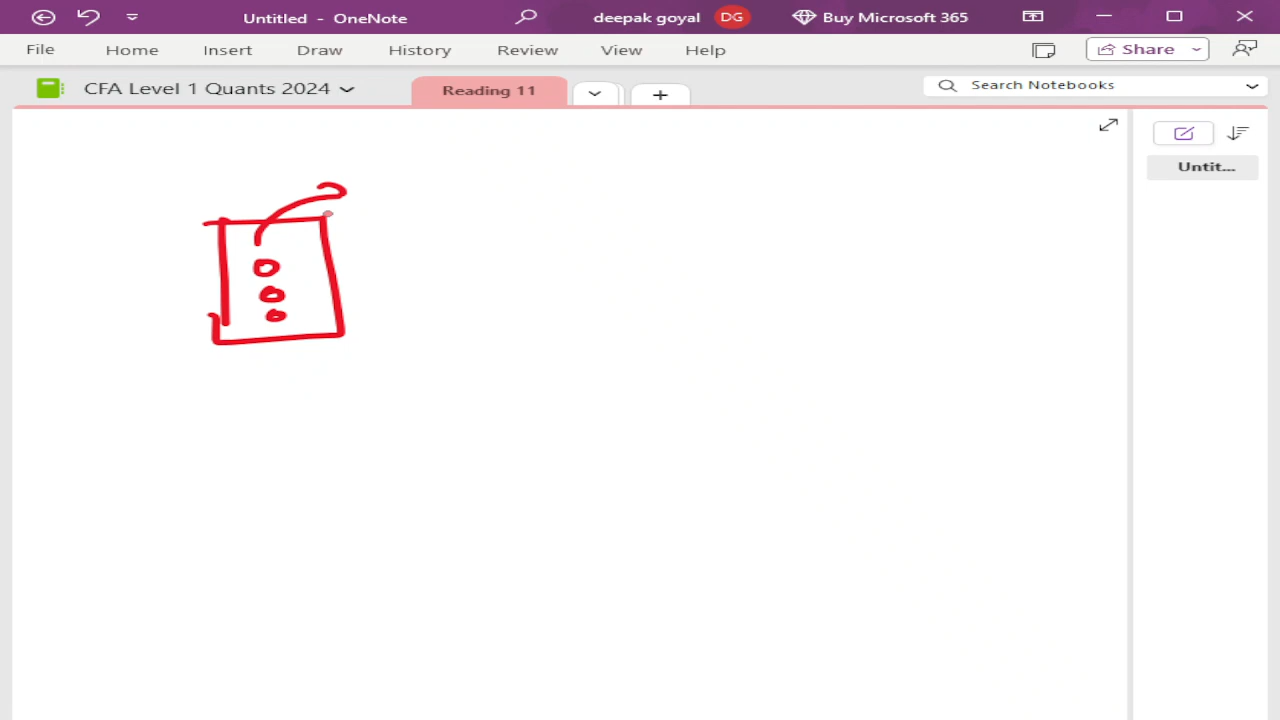 Untitled - OneNote deepak goyal DG Buy Microsoft 365
File Home Insert Draw History Review View Help Share
CFA Level 1 Quants 2024 Reading 11 + Search Notebooks
Untit...